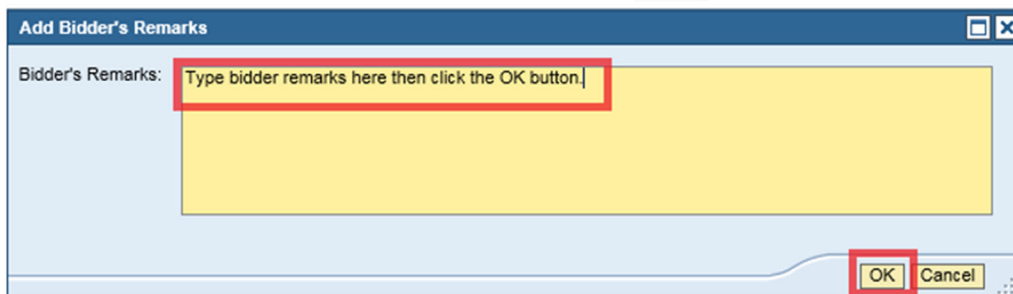 Add Bidder's Remarks
Bidder's Remarks: Type bidder remarks here then click the OK button.
OK Cancel